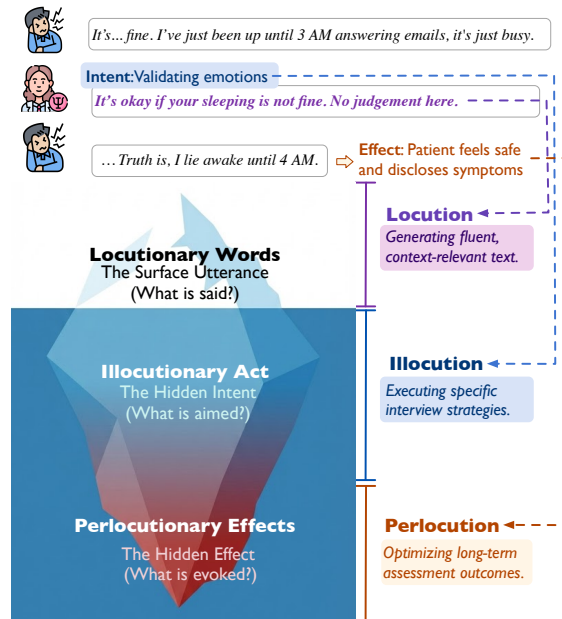 It's... fine. I've just been up until 3 AM answering emails, it's just busy.
Intent:Validating emotions
It's okay if your sleeping is not fine. No judgement here.
Ψ
...Truth is, I lie awake until 4 AM.
Effect: Patient feels safe
and discloses symptoms
Locutionary Words
The Surface Utterance
(What is said?)
Locution
Generating fluent,
context-relevant text.
Illocutionary Act
The Hidden Intent
(What is aimed?)
Illocution
Executing specific
interview strategies.
Perlocutionary Effects
The Hidden Effect
(What is evoked?)
Perlocution
Optimizing long-term
assessment outcomes.